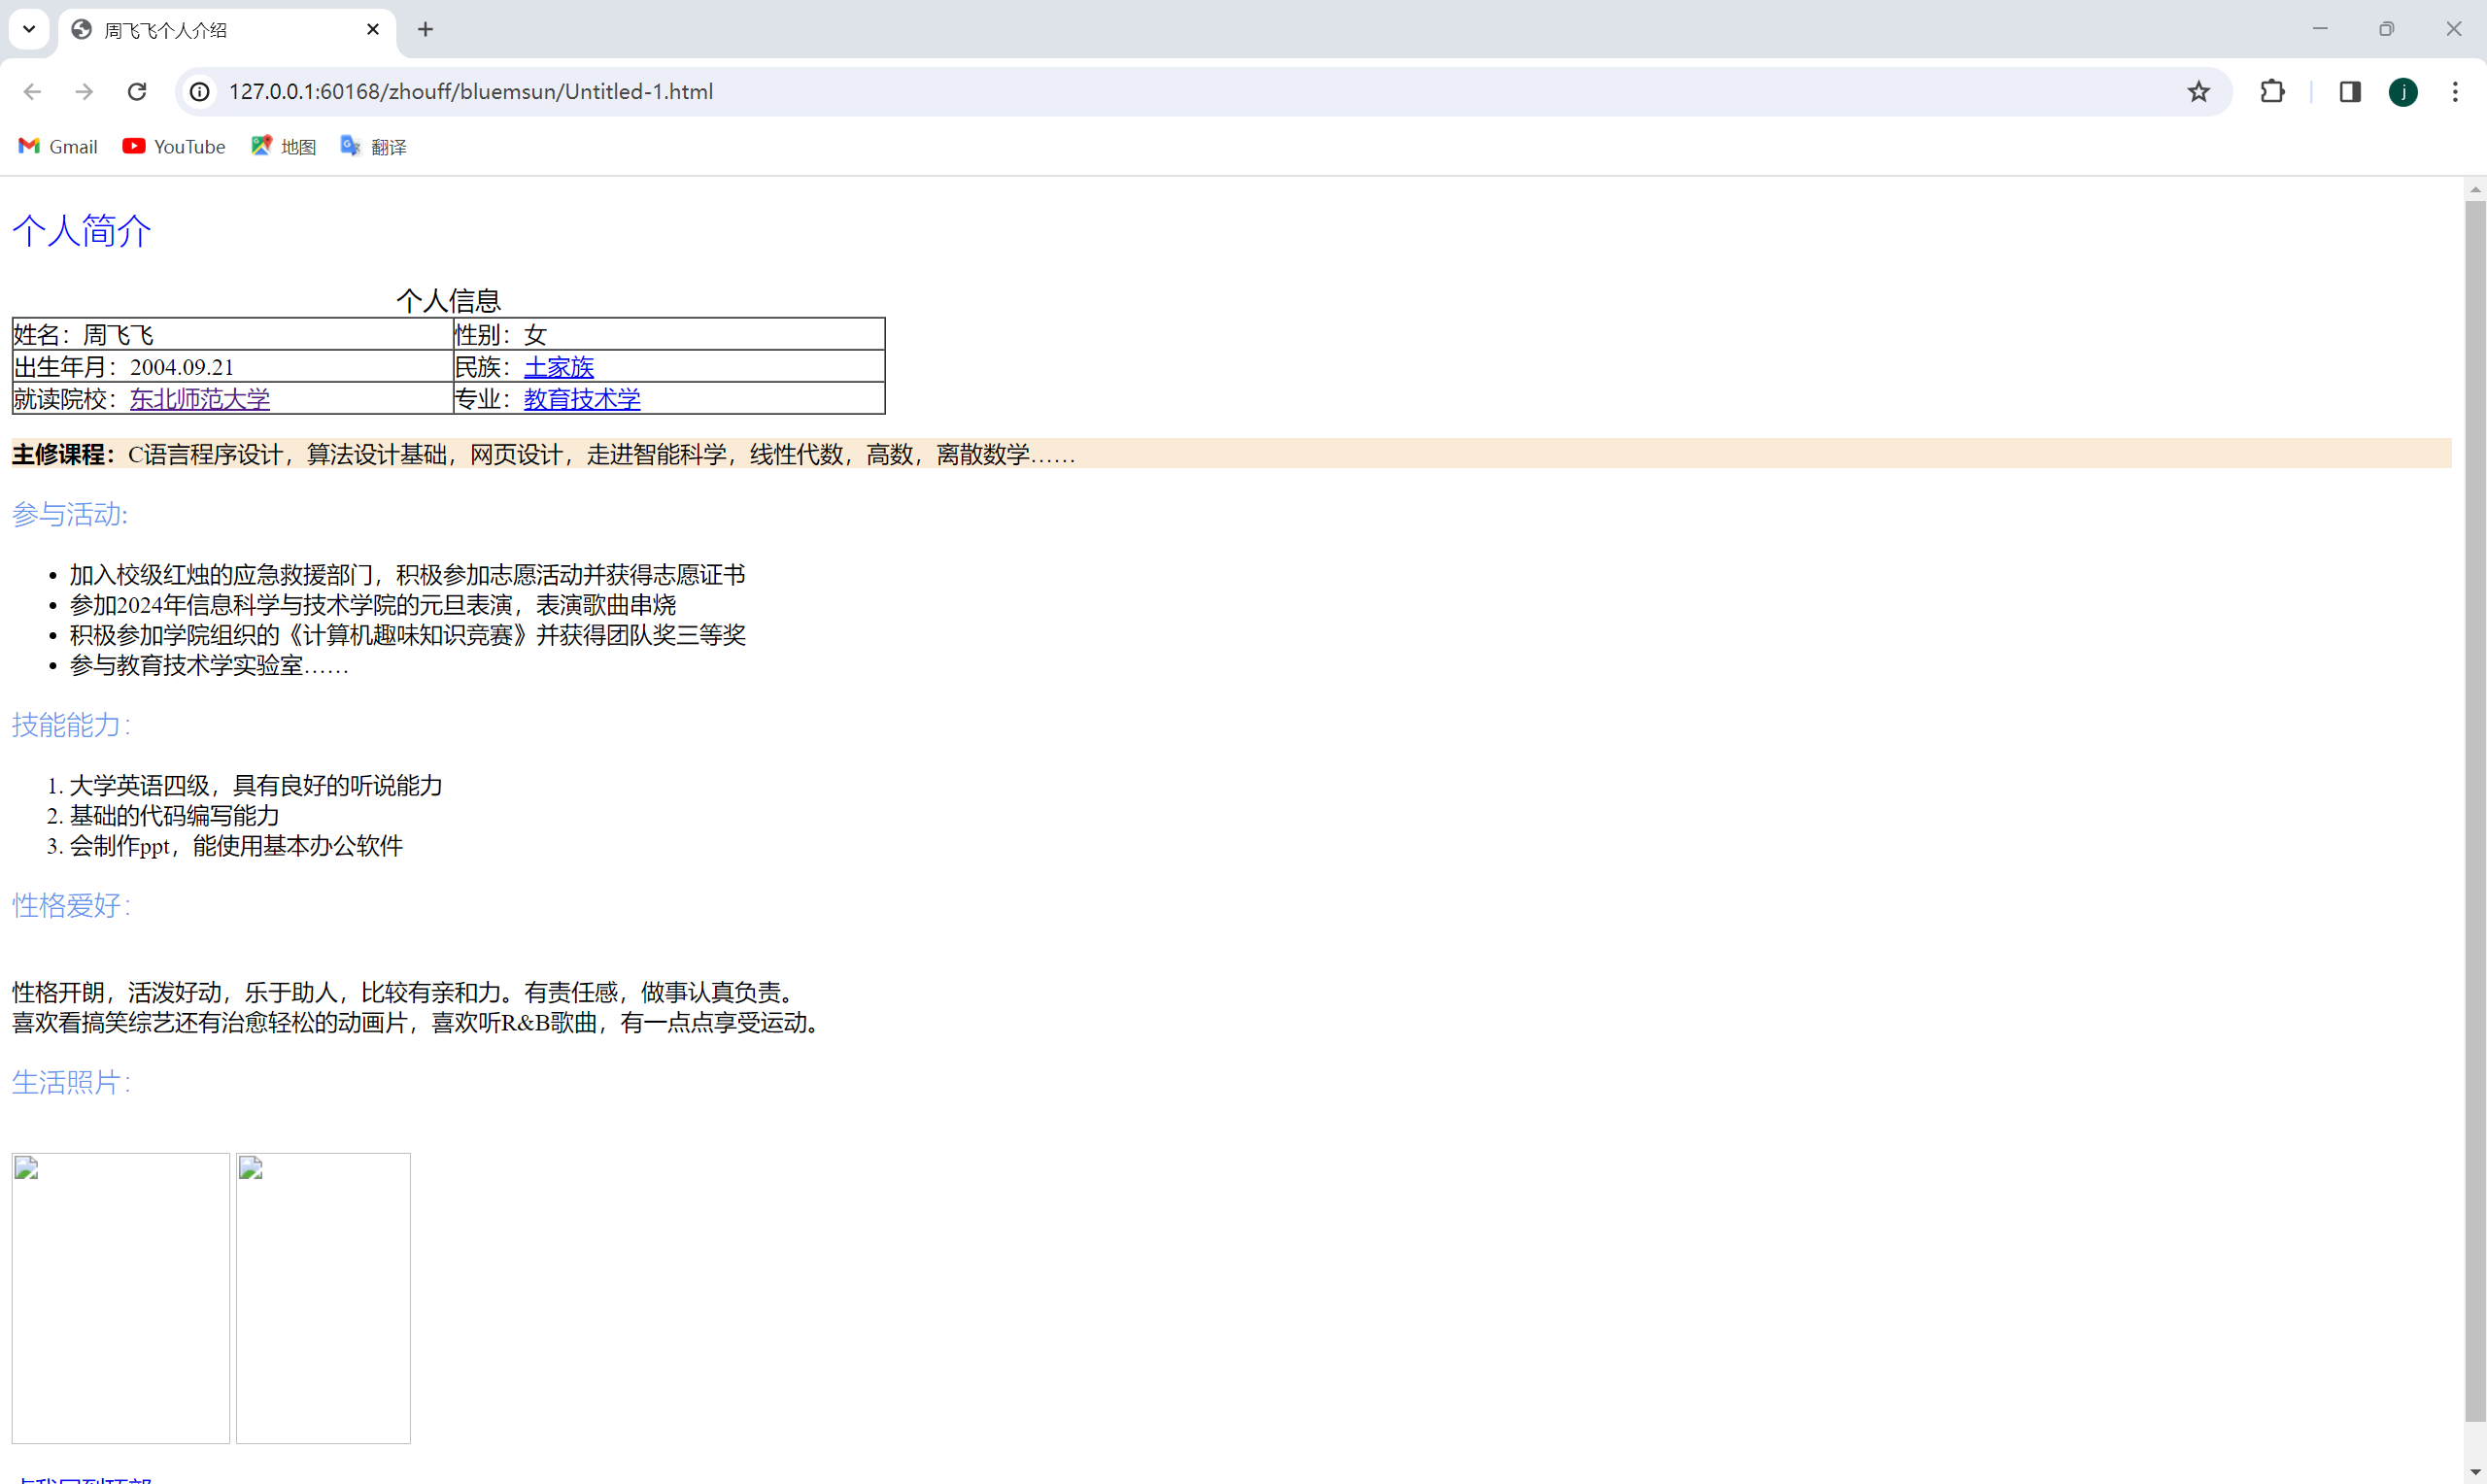 周飞飞个人介绍
127.0.0.1:60168/zhouff/bluemsun/Untitled-1.html
j
Gmail YouTube 地图 翻译
个人简介
个人信息
姓名：周飞飞 性别：女
出生年月：2004.09.21 民族：土家族
就读院校：东北师范大学 专业：教育技术学
主修课程：C语言程序设计，算法设计基础，网页设计，走进智能科学，线性代数，高数，离散数学……
参与活动:
• 加入校级红烛的应急救援部门，积极参加志愿活动并获得志愿证书
• 参加2024年信息科学与技术学院的元旦表演，表演歌曲串烧
• 积极参加学院组织的《计算机趣味知识竞赛》并获得团队奖三等奖
• 参与教育技术学实验室……
技能能力：
1. 大学英语四级，具有良好的听说能力
2. 基础的代码编写能力
3. 会制作ppt，能使用基本办公软件
性格爱好：
性格开朗，活泼好动，乐于助人，比较有亲和力。有责任感，做事认真负责。
喜欢看搞笑综艺还有治愈轻松的动画片，喜欢听R&B歌曲，有一点点享受运动。
生活照片：
点我回到顶部